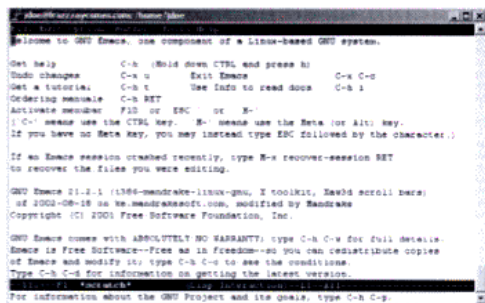 Welcome to GNU Emacs, one component of a Linux-based GNU system.
Get help C-h (Hold down CTRL and press h)
Undo changes C-x u Exit Emacs C-x C-c
Get a tutorial C-h t Use Info to read docs C-h i
Ordering manuals C-h RET
Activate menubar F10 or ESC ` or M-`
(`C-' means use the CTRL key. `M-' means use the Meta (or Alt) key.
If you have no Meta key, you may instead type ESC followed by the character.)
If an Emacs session crashed recently, type M-x recover-session RET
to recover the files you were editing.
GNU Emacs 21.2.1 (i386-mandrake-linux-gnu, X toolkit, Xaw3d scroll bars)
of 2002-08-18 on ke.mandrakesoft.com, modified by Mandrake
Copyright (C) 2001 Free Software Foundation, Inc.
GNU Emacs comes with ABSOLUTELY NO WARRANTY; type C-h C-w for full details.
Emacs is Free Software--Free as in Freedom--so you can redistribute copies
of Emacs and modify it; type C-h C-c to see the conditions.
Type C-h C-d for information on getting the latest version.
*scratch* (Lisp Interaction)--L1--All
For information about the GNU Project and its goals, type C-h C-p.